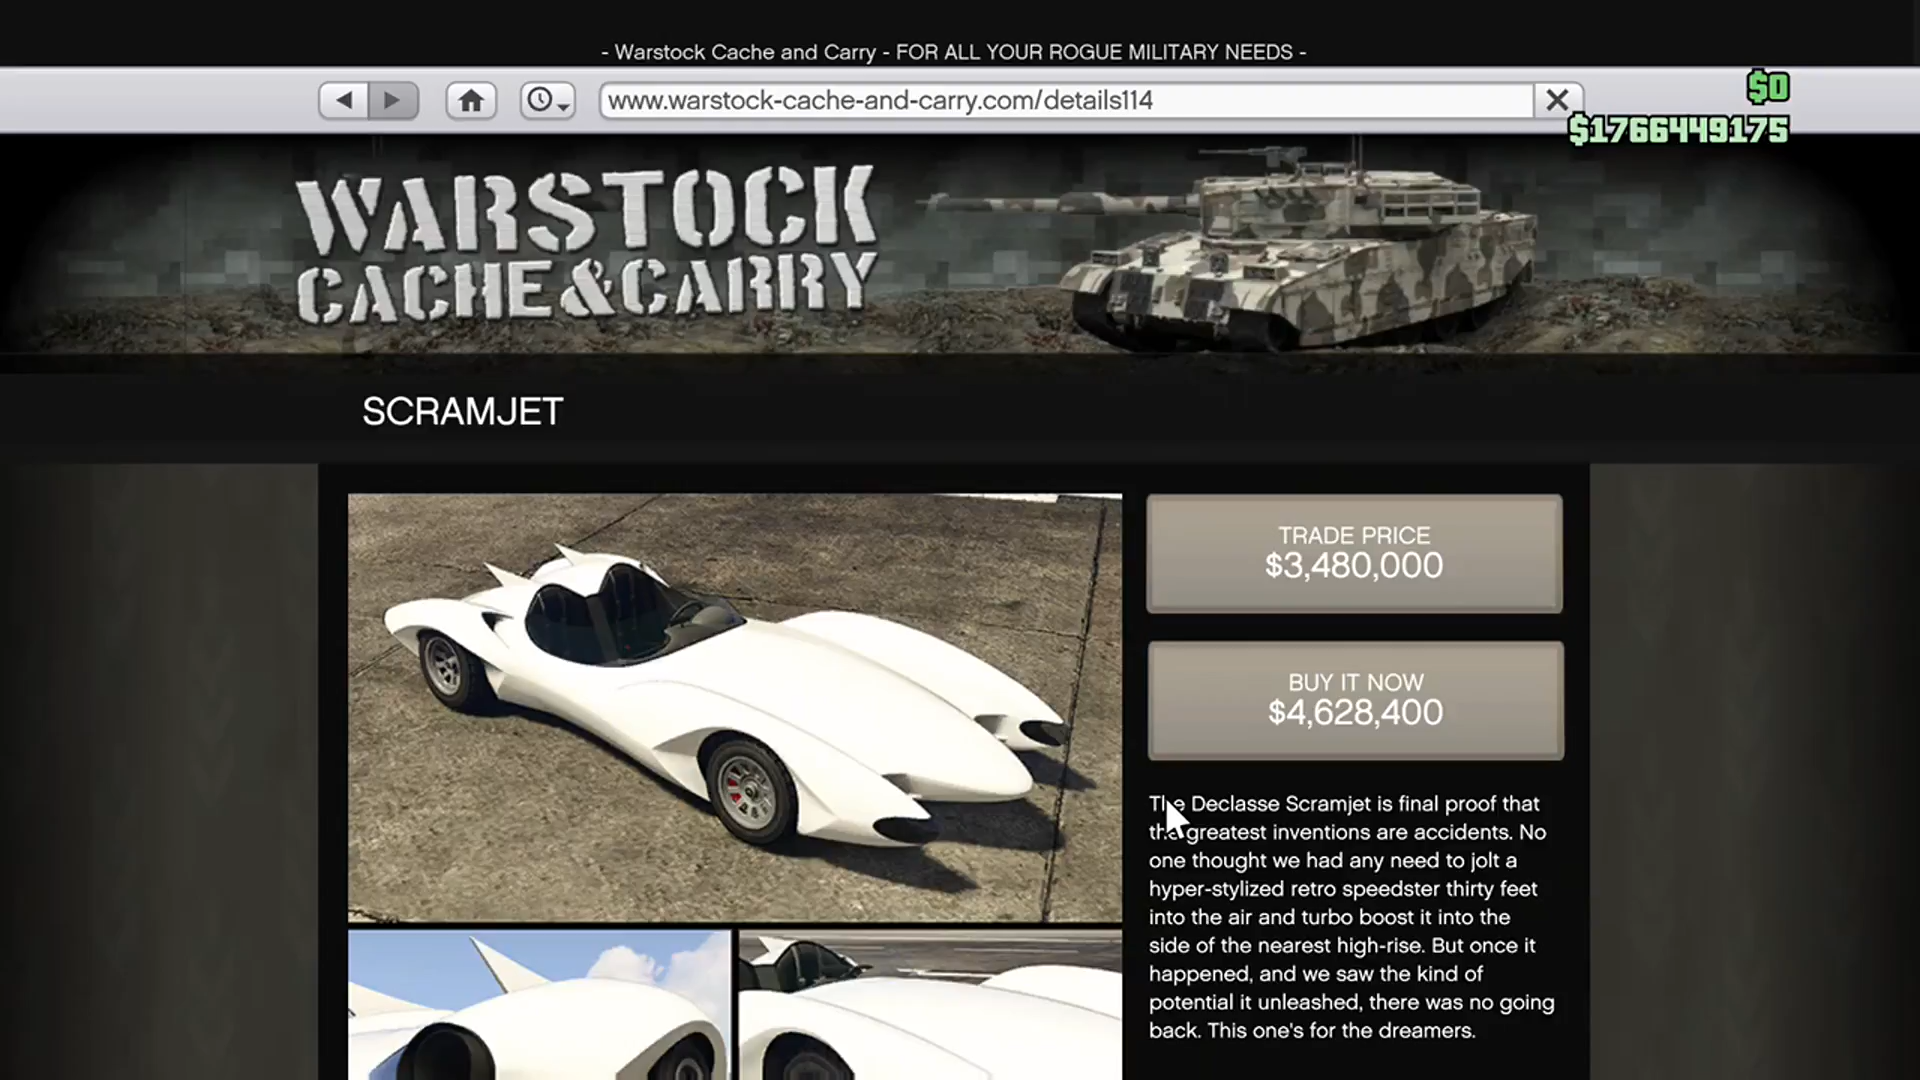 - Warstock Cache and Carry - FOR ALL YOUR ROGUE MILITARY NEEDS -
www.warstock-cache-and-carry.com/details114
$0
$1766449175
WARSTOCK
CACHE&CARRY
SCRAMJET
TRADE PRICE
$3,480,000
BUY IT NOW
$4,628,400
The Declasse Scramjet is final proof that
the greatest inventions are accidents. No
one thought we had any need to jolt a
hyper-stylized retro speedster thirty feet
into the air and turbo boost it into the
side of the nearest high-rise. But once it
happened, and we saw the kind of
potential it unleashed, there was no going
back. This one's for the dreamers.